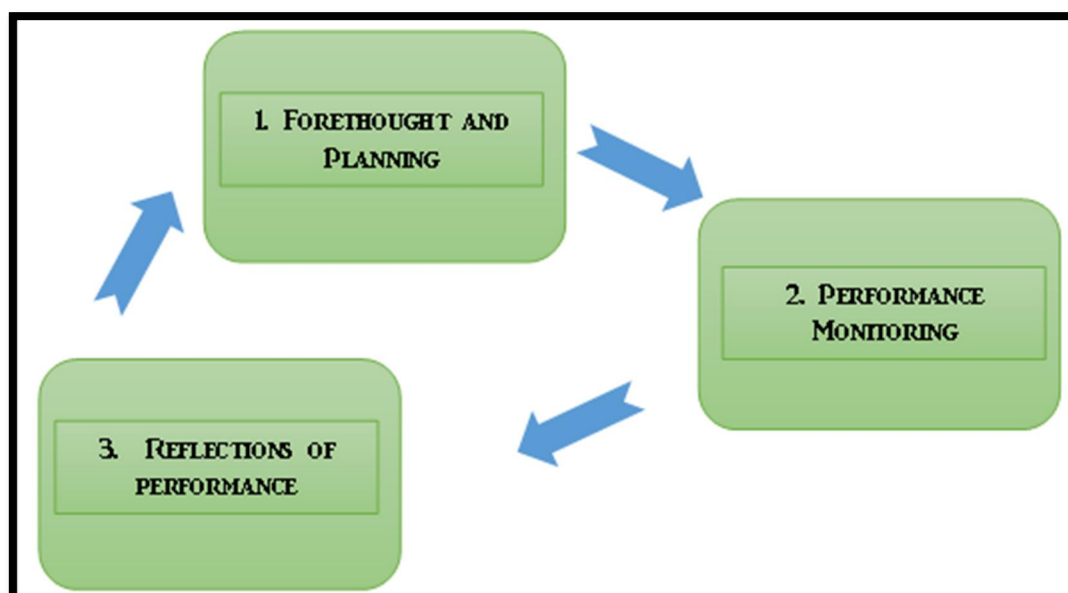 1. Forethought and
Planning
2. Performance
Monitoring
3. Reflections of
performance